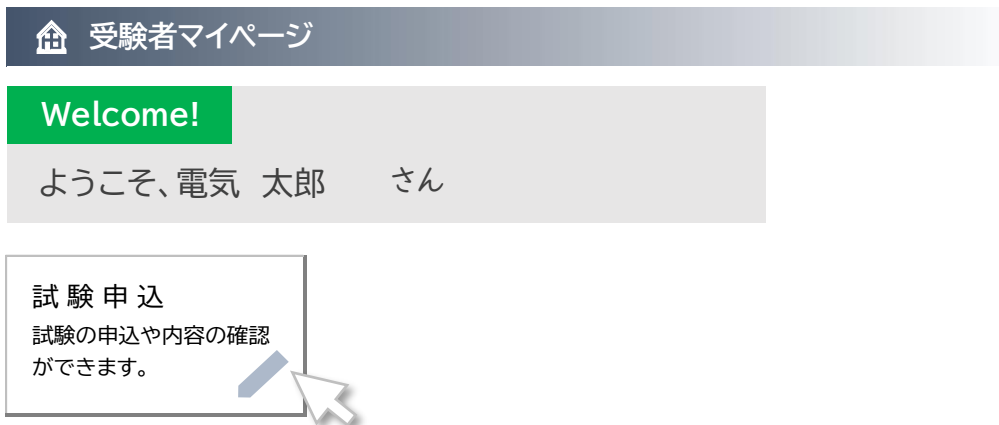 受験者マイページ
Welcome!
ようこそ、電気 太郎 さん
試験申込
試験の申込や内容の確認
ができます。